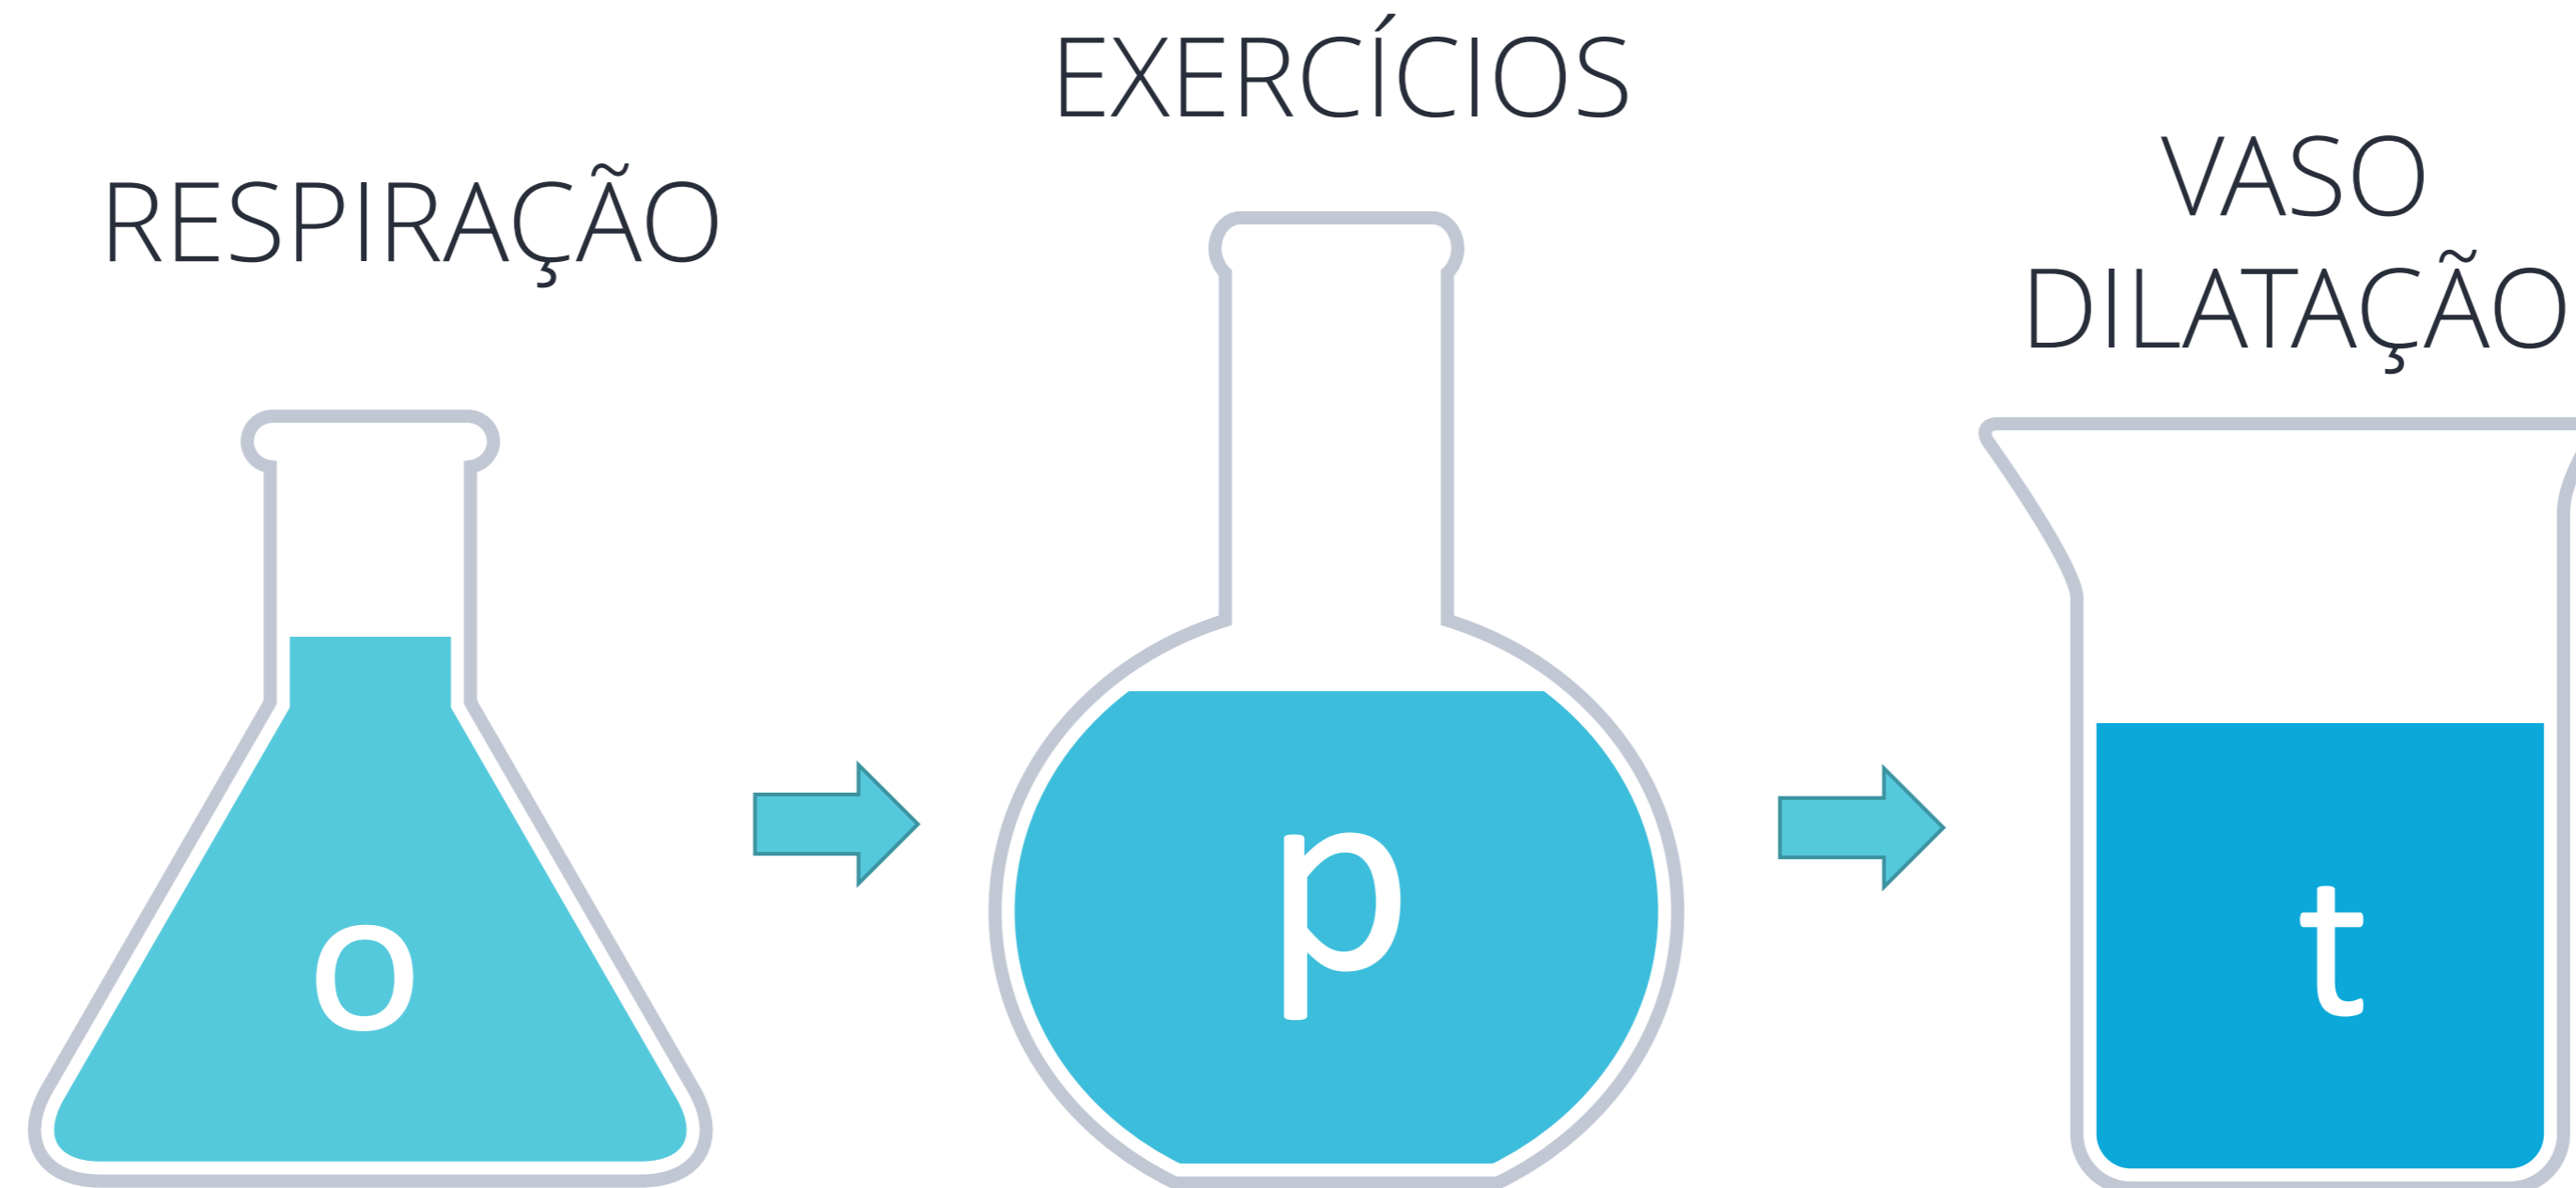 RESPIRAÇÃO
EXERCÍCIOS
VASO
DILATAÇÃO
o
p
t